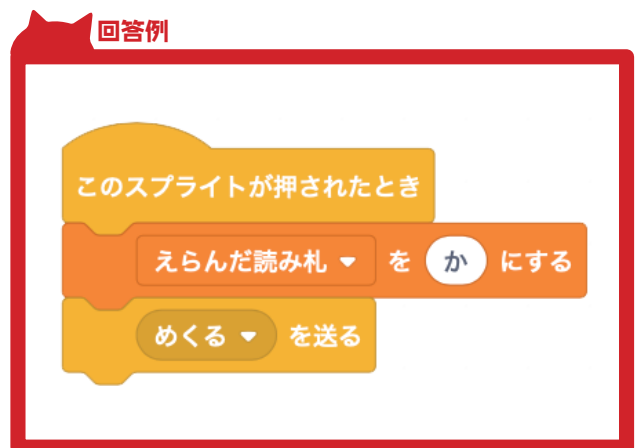 回答例
このスプライトが押されたとき
えらんだ読み札 を か にする
めくる を送る